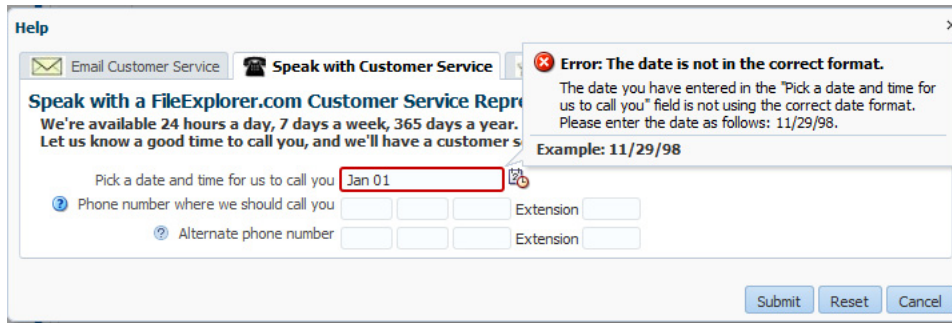 Help
Email Customer Service
Speak with Customer Service
Error: The date is not in the correct format.
The date you have entered in the "Pick a date and time for
us to call you" field is not using the correct date format.
Please enter the date as follows: 11/29/98.
Example: 11/29/98
Speak with a FileExplorer.com Customer Service Repre
We're available 24 hours a day, 7 days a week, 365 days a year.
Let us know a good time to call you, and we'll have a customer s
Pick a date and time for us to call you Jan 01
Phone number where we should call you Extension
Alternate phone number Extension
Submit Reset Cancel